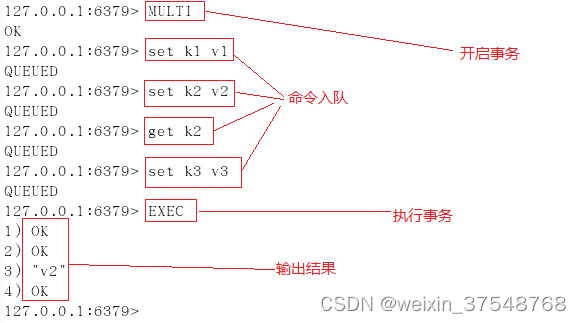 127.0.0.1:6379> MULTI
OK
开启事务
127.0.0.1:6379> set k1 v1
QUEUED
127.0.0.1:6379> set k2 v2
命令入队
QUEUED
127.0.0.1:6379> get k2
QUEUED
127.0.0.1:6379> set k3 v3
QUEUED
127.0.0.1:6379> EXEC
执行事务
1) OK
2) OK
3) "v2"
输出结果
4) OK
127.0.0.1:6379>
CSDN @weixin_37548768